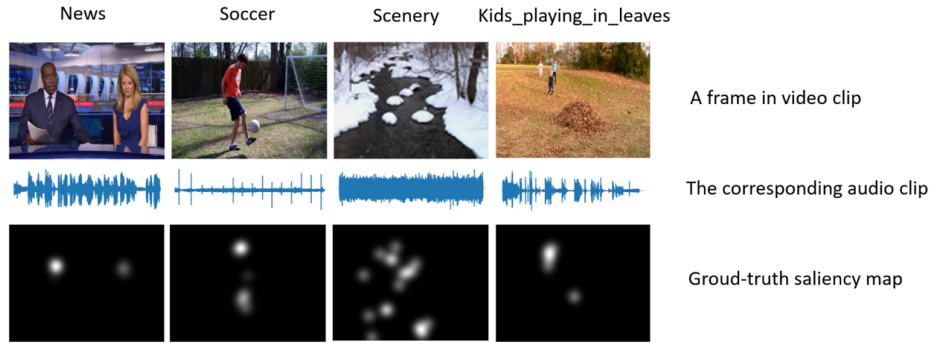 News
Soccer
Scenery
Kids_playing_in_leaves
A frame in video clip
The corresponding audio clip
Groud-truth saliency map